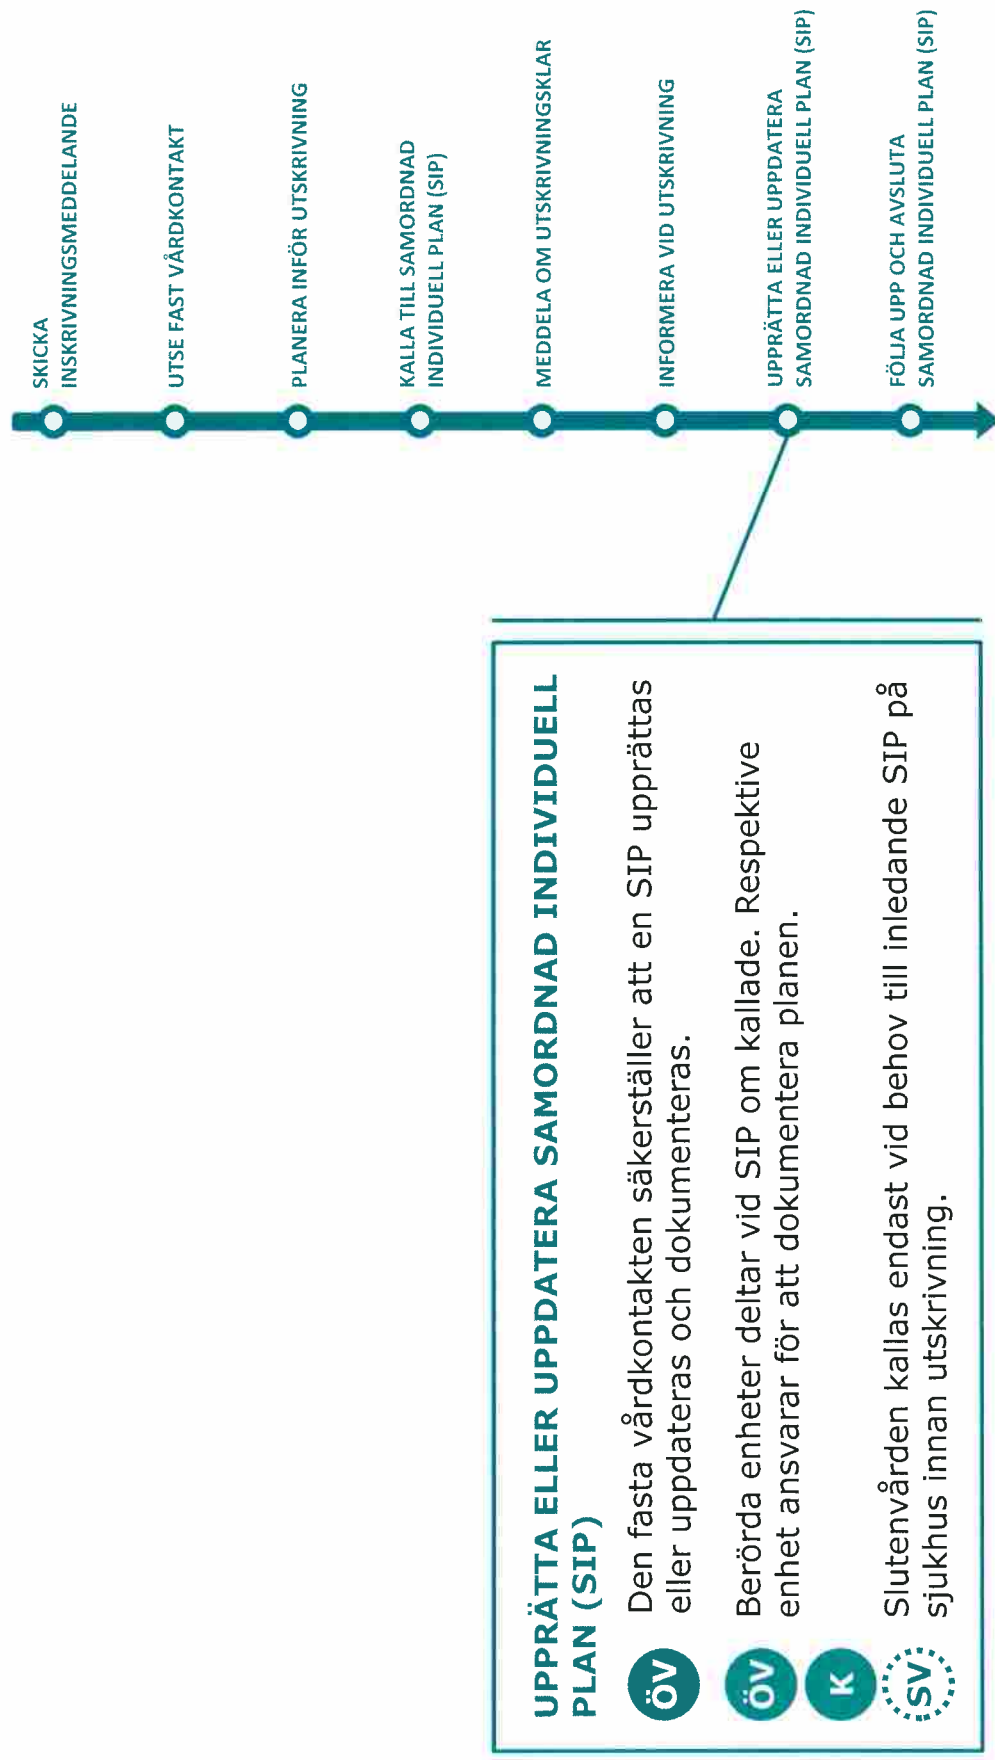 SKICKA
INSKRIVNINGSMEDDELANDE
UTSE FAST VÅRDKONTAKT
PLANERA INFÖR UTSKRIVNING
KALLA TILL SAMORDNAD
INDIVIDUELL PLAN (SIP)
MEDDELA OM UTSKRIVNINGSKLAR
INFORMERA VID UTSKRIVNING
UPPRÄTTA ELLER UPPDATERA
SAMORDNAD INDIVIDUELL PLAN (SIP)
FÖLJA UPP OCH AVSLUTA
SAMORDNAD INDIVIDUELL PLAN (SIP)
UPPRÄTTA ELLER UPPDATERA SAMORDNAD INDIVIDUELL
PLAN (SIP)
ÖV
Den fasta vårdkontakten säkerställer att en SIP upprättas
eller uppdateras och dokumenteras.
ÖV
K
Berörda enheter deltar vid SIP om kallade. Respektive
enhet ansvarar för att dokumentera planen.
SV
Slutenvården kallas endast vid behov till inledande SIP på
sjukhus innan utskrivning.